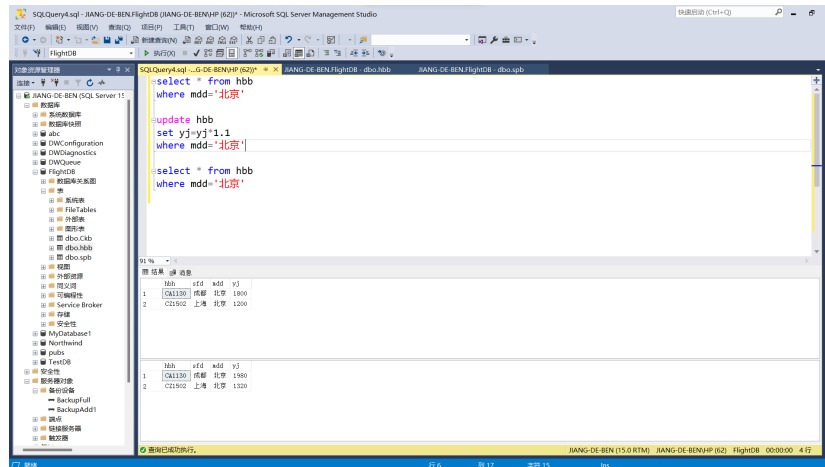 SQLQuery4.sql - JIANG-DE-BEN.FlightDB (JIANG-DE-BEN\HP (62))* - Microsoft SQL Server Management Studio
快速启动 (Ctrl+Q)
文件(F) 编辑(E) 视图(V) 查询(Q) 项目(P) 工具(T) 窗口(W) 帮助(H)
新建查询(N)
FlightDB
执行(X)
对象资源管理器
SQLQuery4.sql -...G-DE-BEN\HP (62))*
JIANG-DE-BEN.FlightDB - dbo.hbb
JIANG-DE-BEN.FlightDB - dbo.spb
连接
JIANG-DE-BEN (SQL Server 15
数据库
系统数据库
数据库快照
abc
DWConfiguration
DWDiagnostics
DWQueue
FlightDB
数据库关系图
表
系统表
FileTables
外部表
图形表
dbo.Ckb
dbo.hbb
dbo.spb
视图
外部资源
同义词
可编程性
Service Broker
存储
安全性
MyDatabase1
Northwind
pubs
TestDB
安全性
服务器对象
备份设备
BackupFull
BackupAdd1
端点
链接服务器
触发器
select * from hbb
where mdd='北京'
update hbb
set yj=yj*1.1
where mdd='北京'
select * from hbb
where mdd='北京'
91 %
结果 消息
hbh sfd mdd yj
1 CA1130 成都 北京 1800
2 CZ1502 上海 北京 1200
hbh sfd mdd yj
1 CA1130 成都 北京 1980
2 CZ1502 上海 北京 1320
查询已成功执行。
JIANG-DE-BEN (15.0 RTM) JIANG-DE-BEN\HP (62) FlightDB 00:00:00 4 行
就绪
行 6 列 17 字符 15 Ins